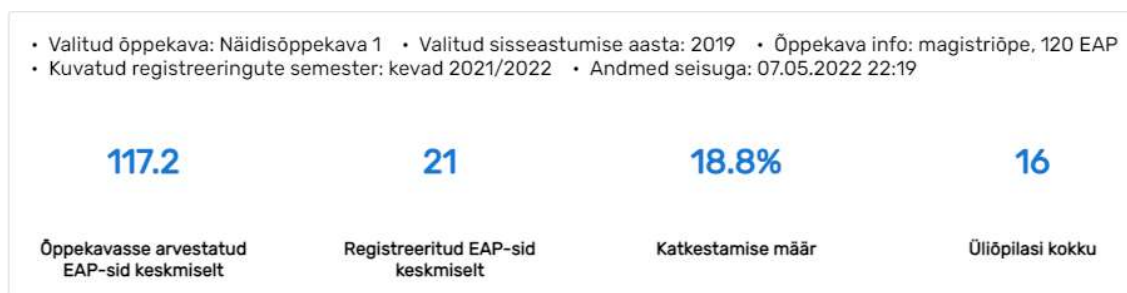 • Valitud õppekava: Näidisõppekava 1 • Valitud sisseastumise aasta: 2019 • Õppekava info: magistriõpe, 120 EAP
• Kuvatud registreeringute semester: kevad 2021/2022 • Andmed seisuga: 07.05.2022 22:19
117.2
21
18.8%
16
Õppekavasse arvestatud
EAP-sid keskmiselt
Registreeritud EAP-sid
keskmiselt
Katkestamise määr
Üliõpilasi kokku